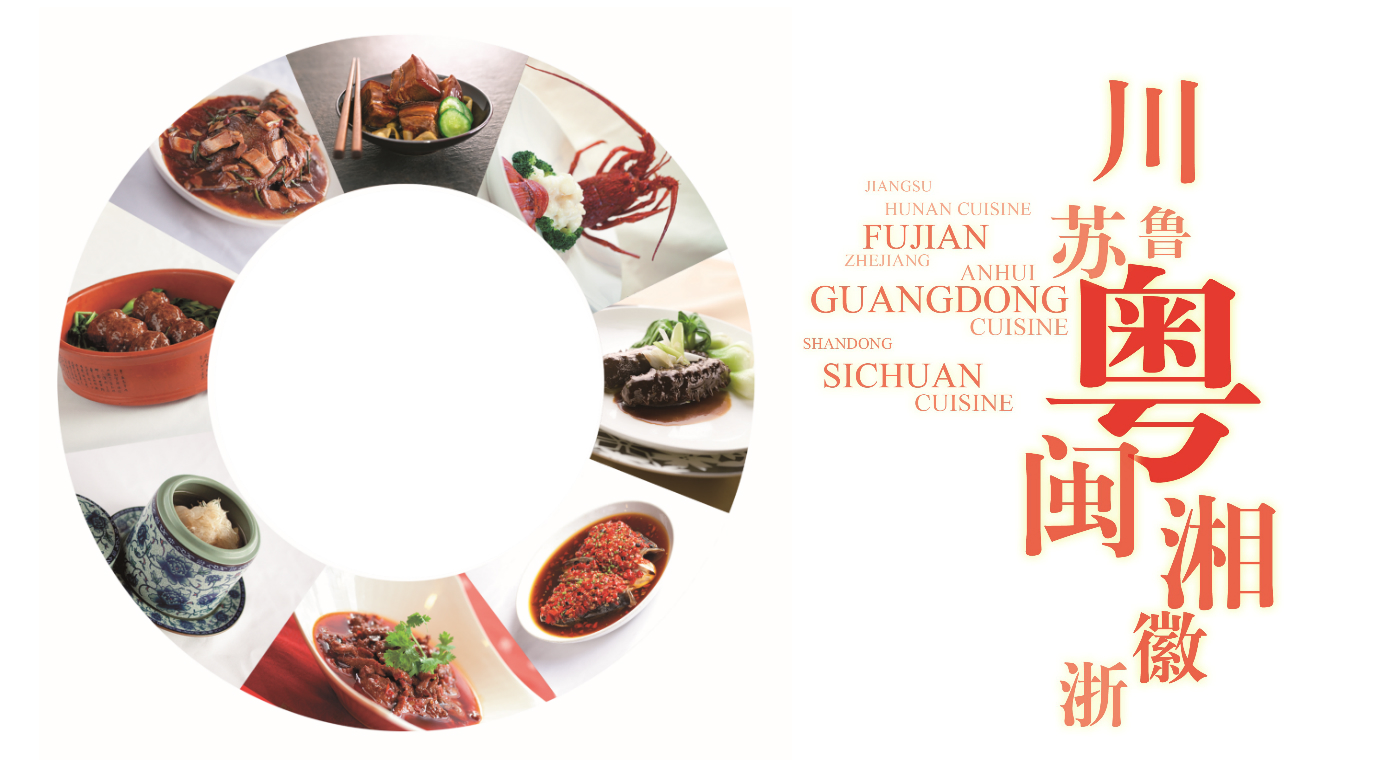 JIANGSU
HUNAN CUISINE
FUJIAN
ZHEJIANG
ANHUI
GUANGDONG
CUISINE
SHANDONG
SICHUAN
CUISINE
川
苏 鲁
粤
闽
湘
徽
浙